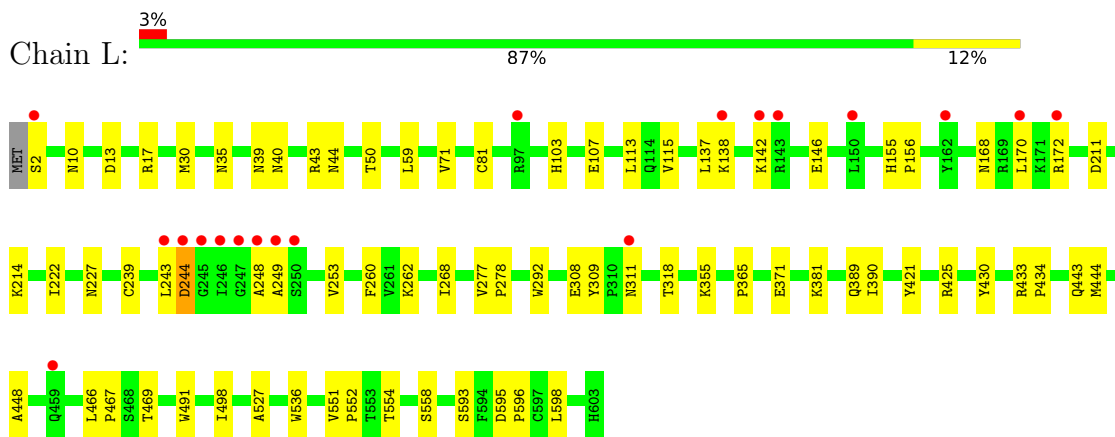 3%
Chain L:
87% 12%
MET S2 N10 D13 R17 M30 N35 N39 N40 R43 N44 T50 L59 V71 C81 R97 H103 E107 L113 Q114 V115 L137 K138 K142 R143 E146 L150 H155 P156 Y162 N168 R169 L170 K171 R172 D211
K214 I222 N227 C239 L243 D244 G245 I246 G247 A248 A249 S250 V253 F260 V261 K262 I268 V277 P278 W292 E308 Y309 P310 N311 T318 K355 P365 E371 K381 Q389 I390 Y421 R425 Y430 R433 P434 Q443 M444
A448 Q459 L466 P467 S468 T469 W491 I498 A527 W536 V551 P552 T553 T554 S558 S593 F594 D595 P596 C597 L598 H603